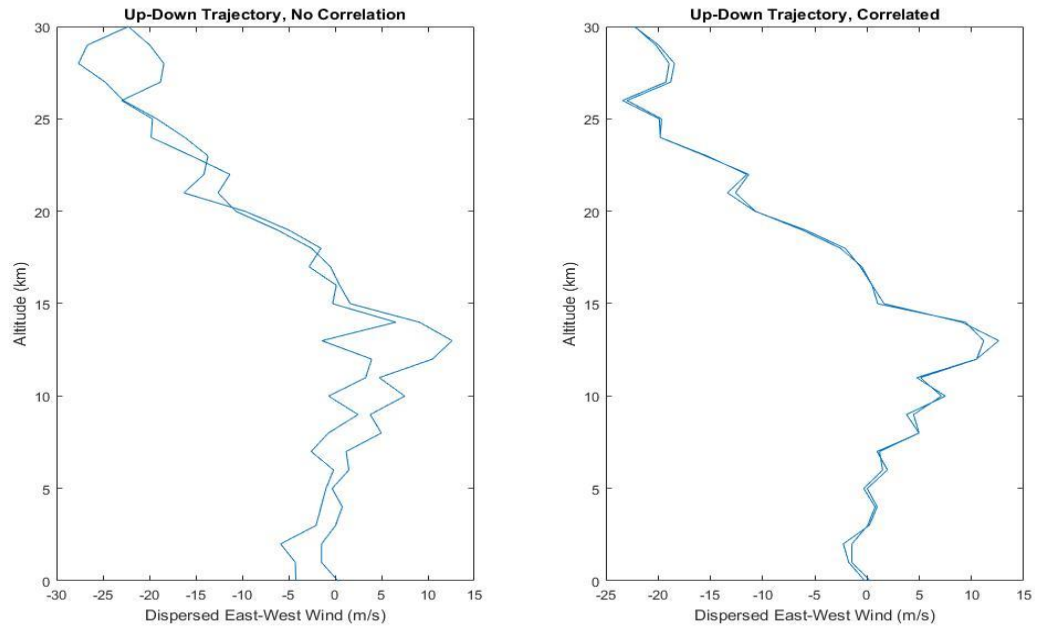 Up-Down Trajectory, No Correlation
30
25
20
15
10
5
0
Altitude (km)
-30 -25 -20 -15 -10 -5 0 5 10 15
Dispersed East-West Wind (m/s)
Up-Down Trajectory, Correlated
30
25
20
15
10
5
0
Altitude (km)
-25 -20 -15 -10 -5 0 5 10 15
Dispersed East-West Wind (m/s)